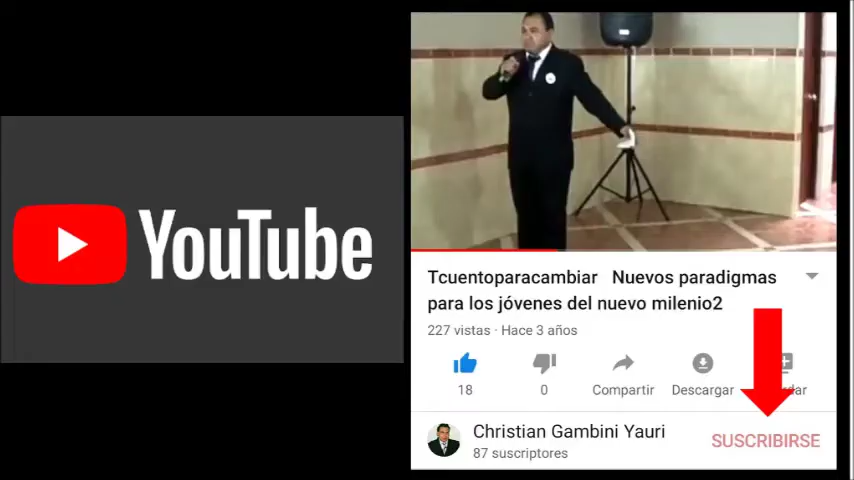 YouTube
Tcuentoparacambiar Nuevos paradigmas
para los jóvenes del nuevo milenio2
227 vistas · Hace 3 años
18
0
Compartir
Descargar
Christian Gambini Yauri
SUSCRIBIRSE
87 suscriptores